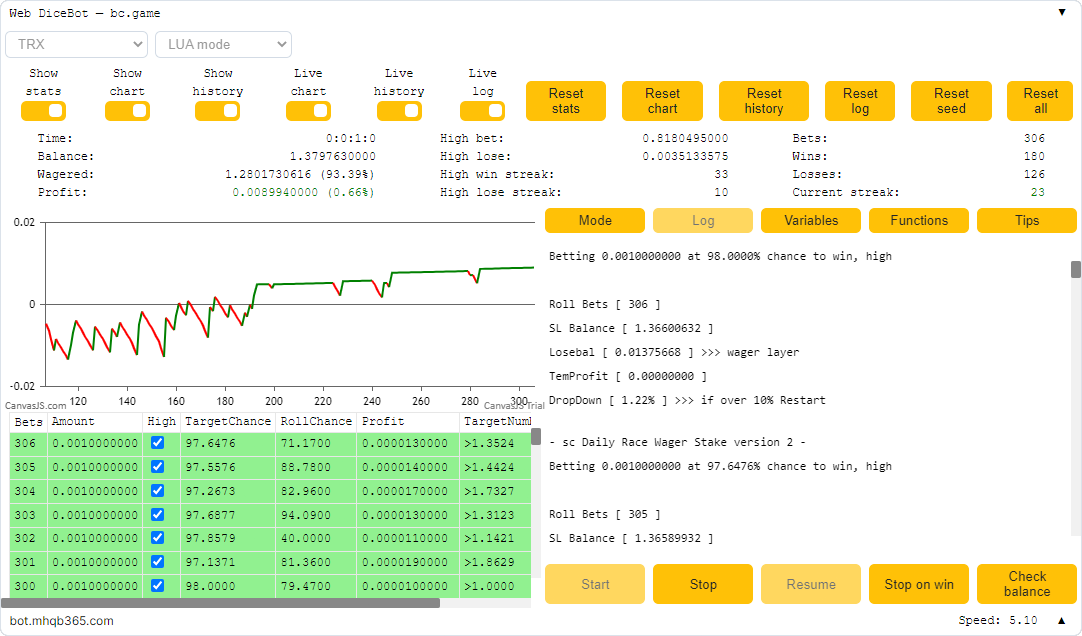 Web DiceBot — bc.game ▼
TRX LUA mode
Show stats
Show chart
Show history
Live chart
Live history
Live log
Reset stats
Reset chart
Reset history
Reset log
Reset seed
Reset all
Time: 0:0:1:0
Balance: 1.3797630000
Wagered: 1.2801730616 (93.39%)
Profit: 0.0089940000 (0.66%)
High bet: 0.8180495000
High lose: 0.0035133575
High win streak: 33
High lose streak: 10
Bets: 306
Wins: 180
Losses: 126
Current streak: 23
0.02
0
-0.02
120 140 160 180 200 220 240 260 280 300
CanvasJS.com CanvasJS Trial
Bets Amount High TargetChance RollChance Profit TargetNum
306 0.0010000000 97.6476 71.1700 0.0000130000 >1.3524
305 0.0010000000 97.5576 88.7800 0.0000140000 >1.4424
304 0.0010000000 97.2673 82.9600 0.0000170000 >1.7327
303 0.0010000000 97.6877 94.0900 0.0000130000 >1.3123
302 0.0010000000 97.8579 40.0000 0.0000110000 >1.1421
301 0.0010000000 97.1371 81.3600 0.0000190000 >1.8629
300 0.0010000000 98.0000 79.4700 0.0000100000 >1.0000
Mode Log Variables Functions Tips
Betting 0.0010000000 at 98.0000% chance to win, high
Roll Bets [ 306 ]
SL Balance [ 1.36600632 ]
Losebal [ 0.01375668 ] >>> wager layer
TemProfit [ 0.00000000 ]
DropDown [ 1.22% ] >>> if over 10% Restart
- sc Daily Race Wager Stake version 2 -
Betting 0.0010000000 at 97.6476% chance to win, high
Roll Bets [ 305 ]
SL Balance [ 1.36589932 ]
Start Stop Resume Stop on win Check balance
bot.mhqb365.com Speed: 5.10 ▲